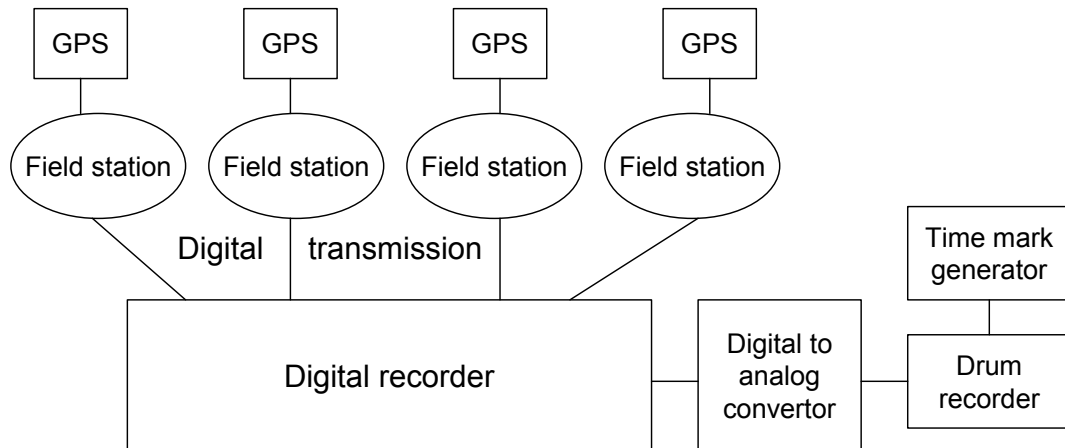 GPS GPS GPS GPS
Field station Field station Field station Field station
Digital transmission
Time mark
generator
Digital recorder
Digital to
analog
convertor
Drum
recorder